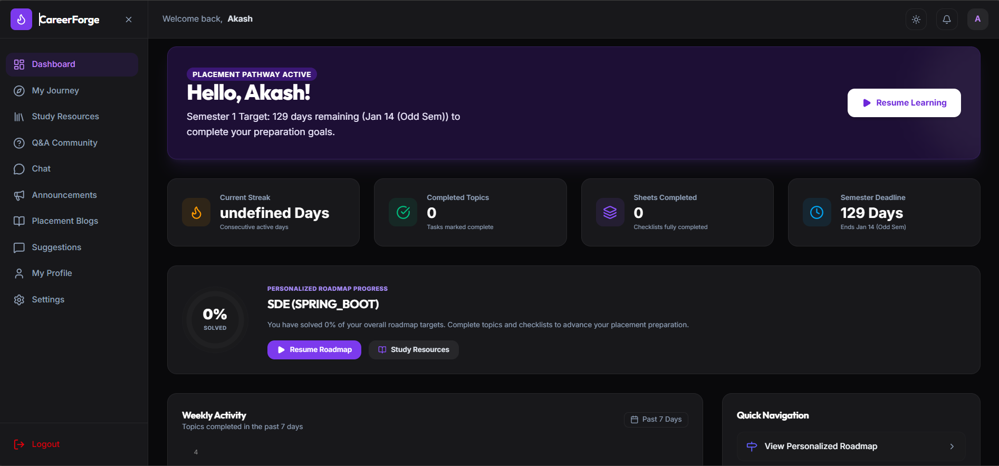 CareerForge
Welcome back, Akash
A
Dashboard
My Journey
Study Resources
Q&A Community
Chat
Announcements
Placement Blogs
Suggestions
My Profile
Settings
Logout
PLACEMENT PATHWAY ACTIVE
Hello, Akash!
Semester 1 Target: 129 days remaining (Jan 14 (Odd Sem)) to
complete your preparation goals.
Resume Learning
Current Streak
undefined Days
Consecutive active days
Completed Topics
0
Tasks marked complete
Sheets Completed
0
Checklists fully completed
Semester Deadline
129 Days
Ends Jan 14 (Odd Sem)
0%
SOLVED
PERSONALIZED ROADMAP PROGRESS
SDE (SPRING_BOOT)
You have solved 0% of your overall roadmap targets. Complete topics and checklists to advance your placement preparation.
Resume Roadmap
Study Resources
Weekly Activity
Topics completed in the past 7 days
Past 7 Days
4
Quick Navigation
View Personalized Roadmap